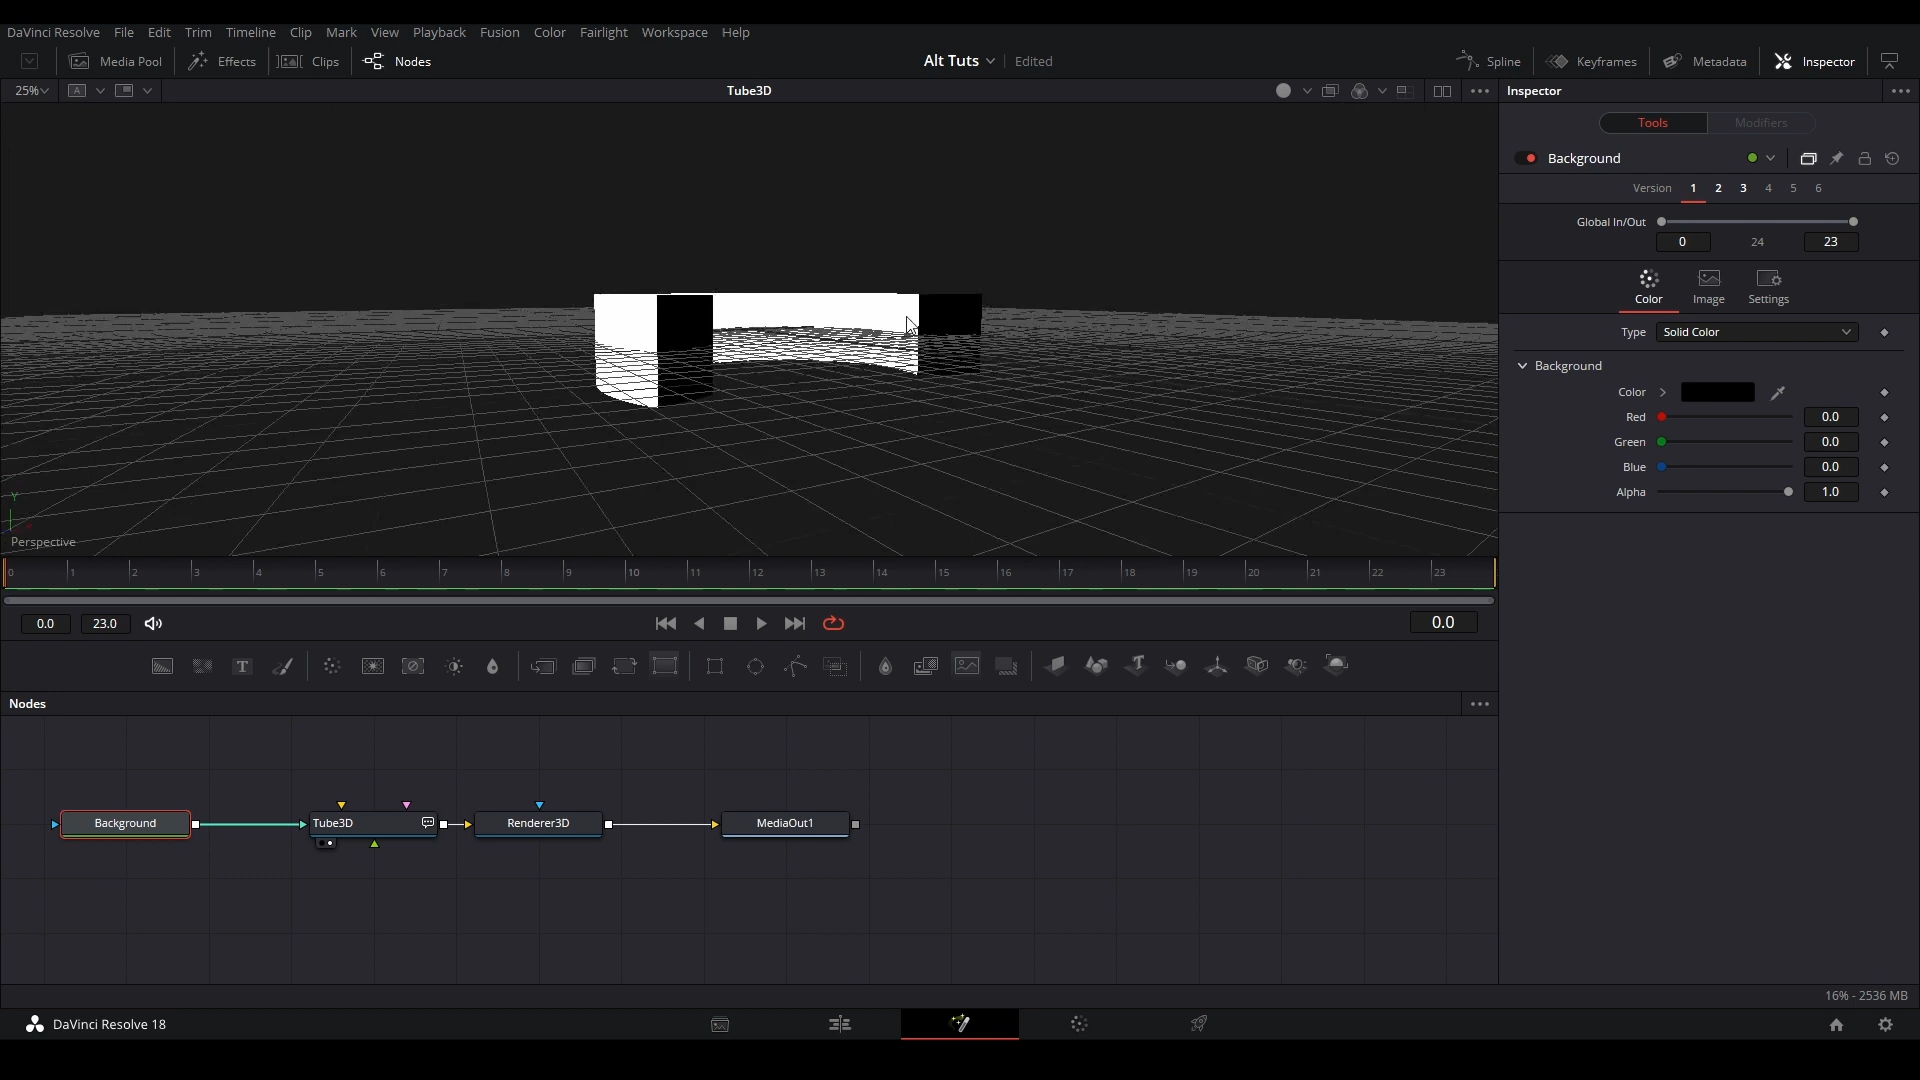 DaVinci Resolve File Edit Trim Timeline Clip Mark View Playback Fusion Color Fairlight Workspace Help
Media Pool Effects Clips Nodes Alt Tuts Edited Spline Keyframes Metadata Inspector
25% A Tube3D Inspector
Tools Modifiers
Background
Version 1 2 3 4 5 6
Global In/Out
0 24 23
Color Image Settings
Type Solid Color
Background
Color
Red 0.0
Green 0.0
Blue 0.0
Alpha 1.0
Y
Perspective
0 1 2 3 4 5 6 7 8 9 10 11 12 13 14 15 16 17 18 19 20 21 22 23
0.0 23.0 0.0
T
Nodes
Background Tube3D Renderer3D MediaOut1
16% - 2536 MB
DaVinci Resolve 18